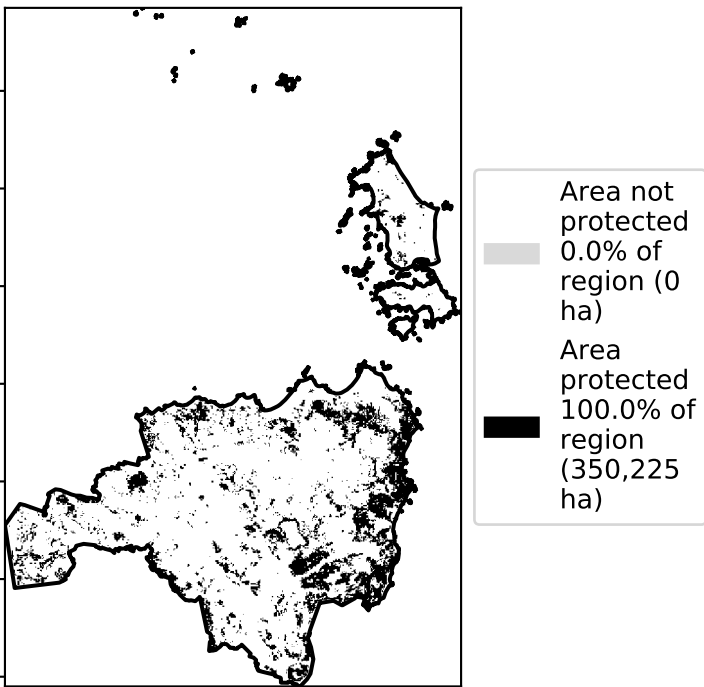 Area not
protected
0.0% of
region (0
ha)
Area
protected
100.0% of
region
(350,225
ha)